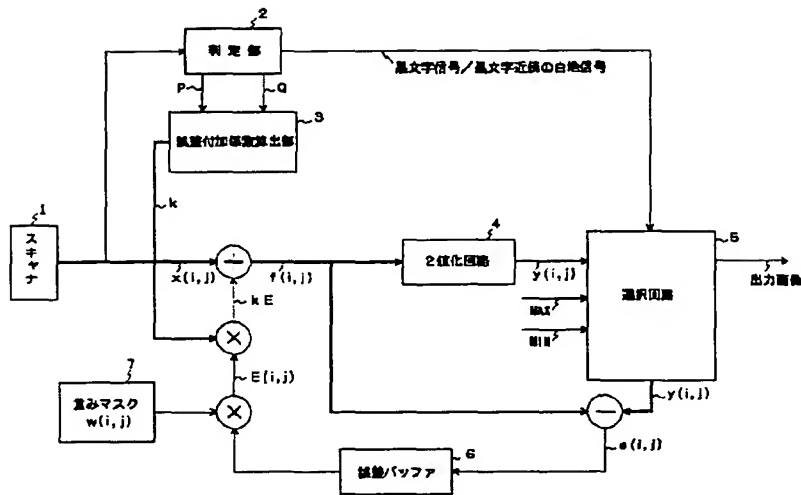 2
判定部
黒文字信号/黒文字近傍の白地信号
P
Q
3
誤差付加係数算出部
k
1
スキャナ
4
2値化回路
5
選択回路
x(i,j)
f(i,j)
y(i,j)
出力画像
kE
MAX
MIN
7
重みマスク
w(i,j)
E(i,j)
y(i,j)
e(i,j)
6
誤差バッファ